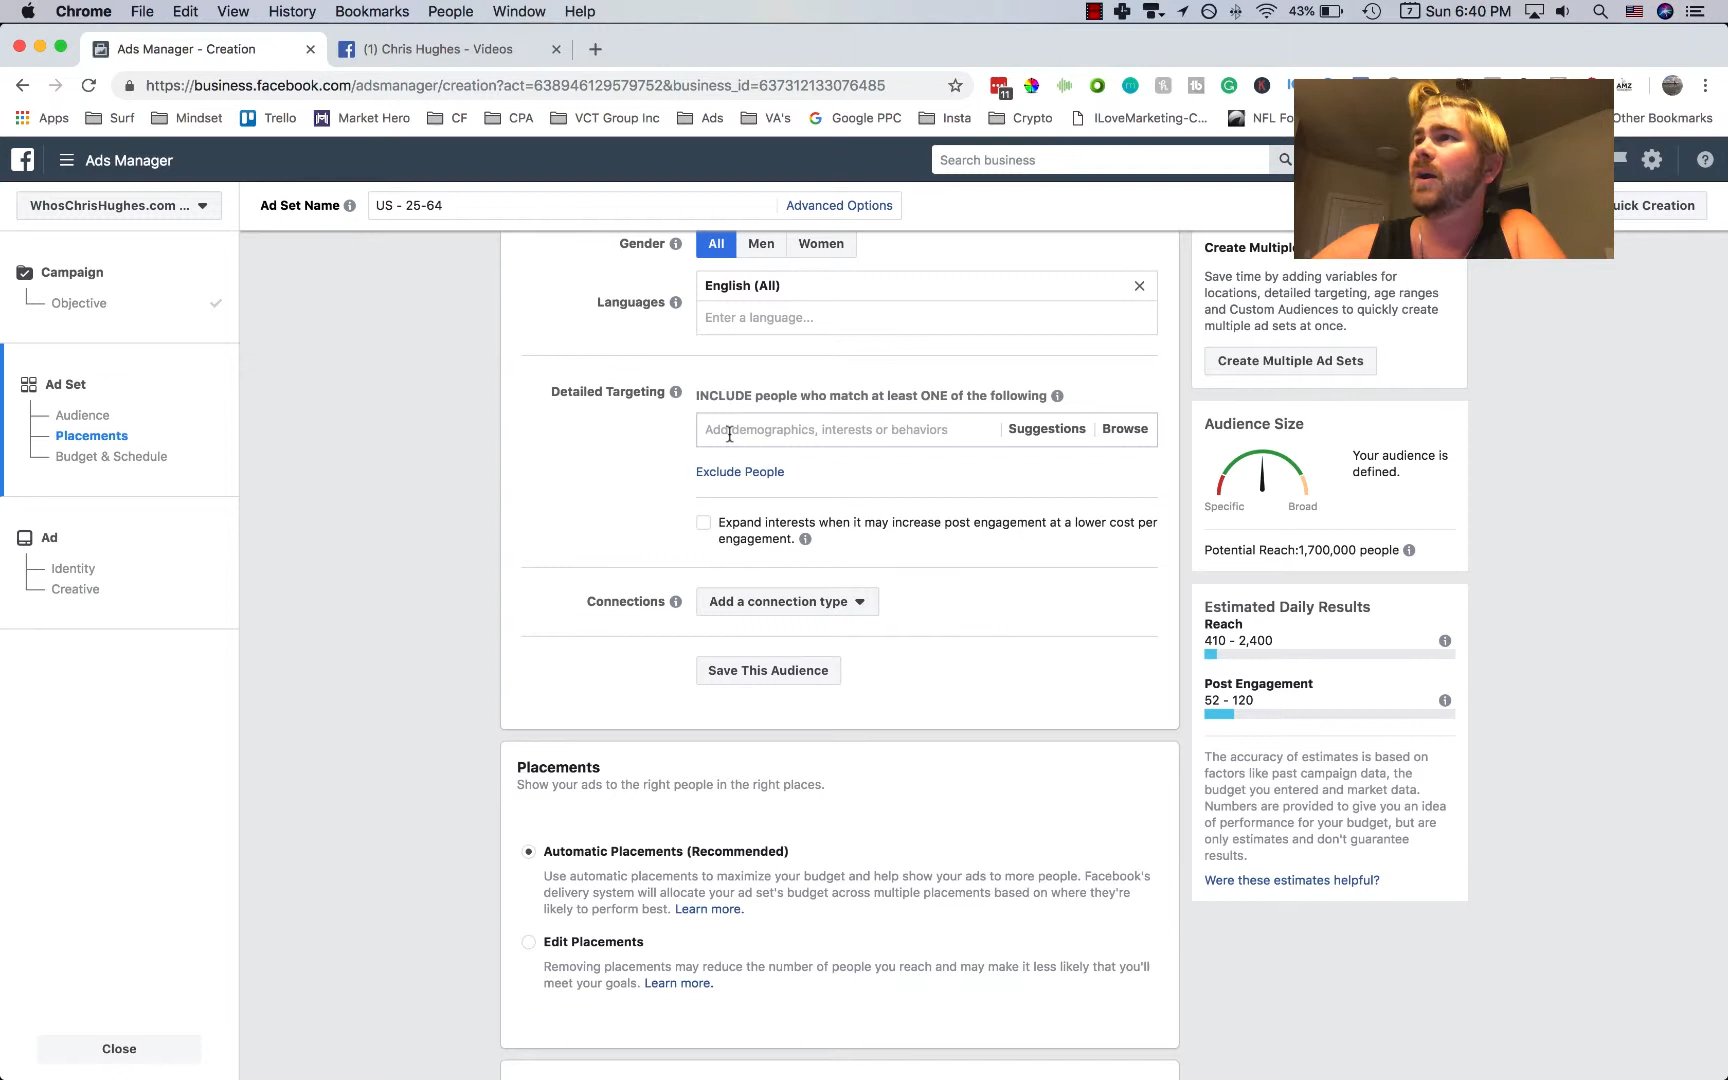 Chrome File Edit View History Bookmarks People Window Help 43% 7 Sun 6:40 PM
Ads Manager - Creation (1) Chris Hughes - Videos
https://business.facebook.com/adsmanager/creation?act=638946129579752&business_id=637312133076485 11
Apps Surf Mindset Trello Market Hero CF CPA VCT Group Inc Ads VA's Google PPC Insta Crypto ILoveMarketing-C... NFL Fo AMZ Other Bookmarks
Ads Manager Search business
WhosChrisHughes.com ... Ad Set Name US - 25-64 Advanced Options uick Creation
Campaign
Objective
Ad Set
Audience
Placements
Budget & Schedule
Ad
Identity
Creative
Close
Gender All Men Women
Languages English (All)
Enter a language...
Detailed Targeting INCLUDE people who match at least ONE of the following
Add demographics, interests or behaviors Suggestions Browse
Exclude People
Expand interests when it may increase post engagement at a lower cost per
engagement.
Connections Add a connection type
Save This Audience
Placements
Show your ads to the right people in the right places.
Automatic Placements (Recommended)
Use automatic placements to maximize your budget and help show your ads to more people. Facebook's
delivery system will allocate your ad set's budget across multiple placements based on where they're
likely to perform best. Learn more.
Edit Placements
Removing placements may reduce the number of people you reach and may make it less likely that you'll
meet your goals. Learn more.
Create Multiple
Save time by adding variables for
locations, detailed targeting, age ranges
and Custom Audiences to quickly create
multiple ad sets at once.
Create Multiple Ad Sets
Audience Size
Your audience is
defined.
Specific Broad
Potential Reach:1,700,000 people
Estimated Daily Results
Reach
410 - 2,400
Post Engagement
52 - 120
The accuracy of estimates is based on
factors like past campaign data, the
budget you entered and market data.
Numbers are provided to give you an idea
of performance for your budget, but are
only estimates and don't guarantee
results.
Were these estimates helpful?